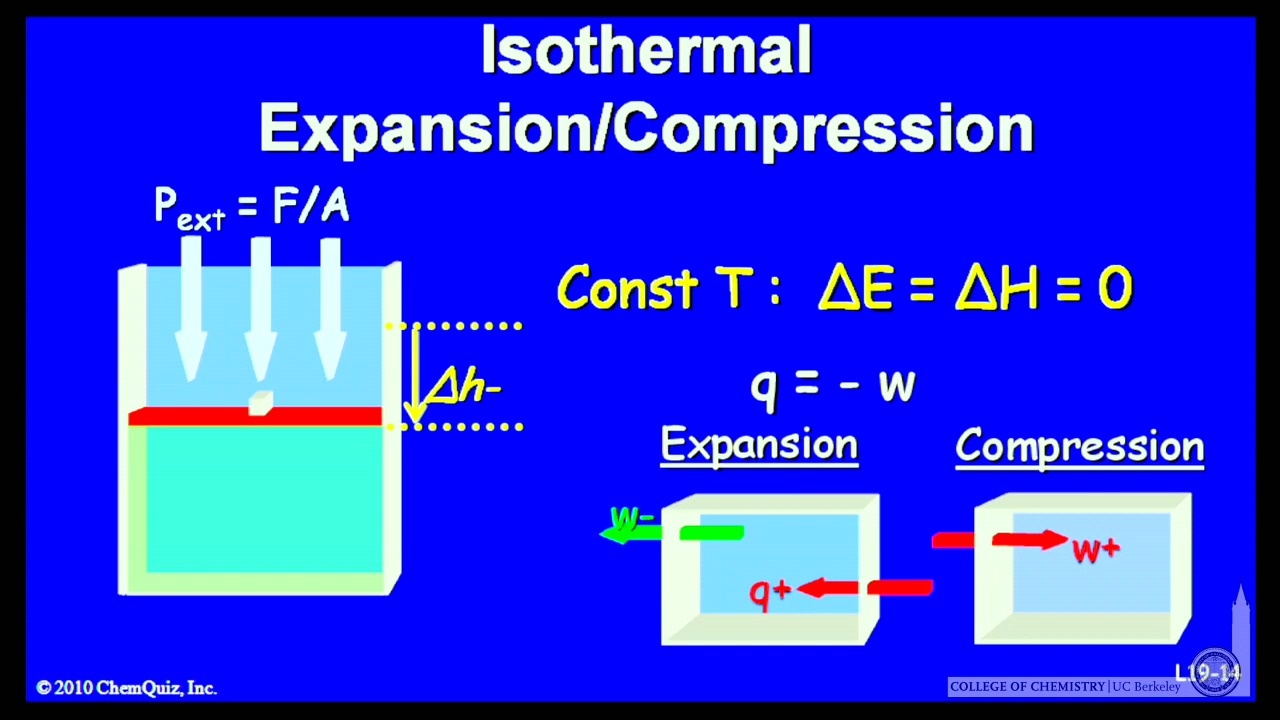 Isothermal
Expansion/Compression
P_ext = F/A
Const T : ΔE = ΔH = 0
Δh-
q = - w
Expansion
Compression
w-
q+
w+
© 2010 ChemQuiz, Inc.
L19-14
COLLEGE OF CHEMISTRY | UC Berkeley